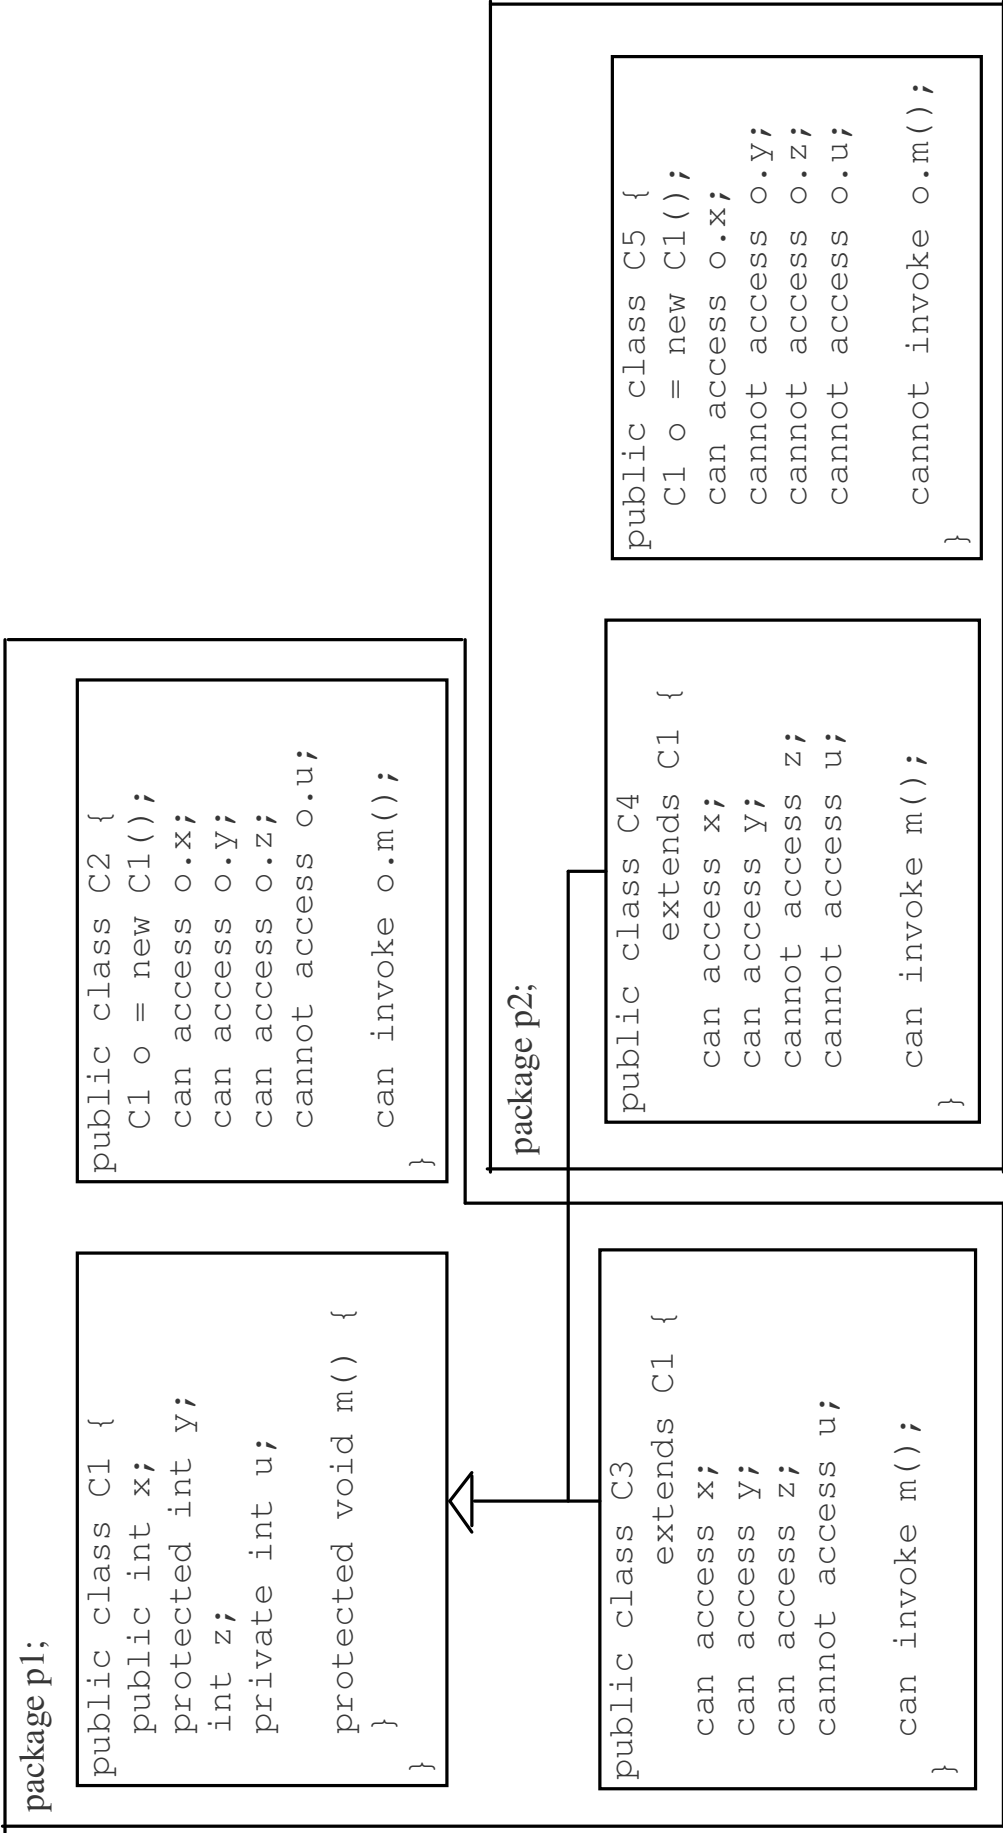 package p1;
public class C1 {
public int x;
protected int y;
int z;
private int u;
protected void m() {
}
}
public class C2 {
C1 o = new C1();
can access o.x;
can access o.y;
can access o.z;
cannot access o.u;
can invoke o.m();
}
public class C3
extends C1 {
can access x;
can access y;
can access z;
cannot access u;
can invoke m();
}
package p2;
public class C4
extends C1 {
can access x;
can access y;
cannot access z;
cannot access u;
can invoke m();
}
public class C5 {
C1 o = new C1();
can access o.x;
cannot access o.y;
cannot access o.z;
cannot access o.u;
cannot invoke o.m();
}